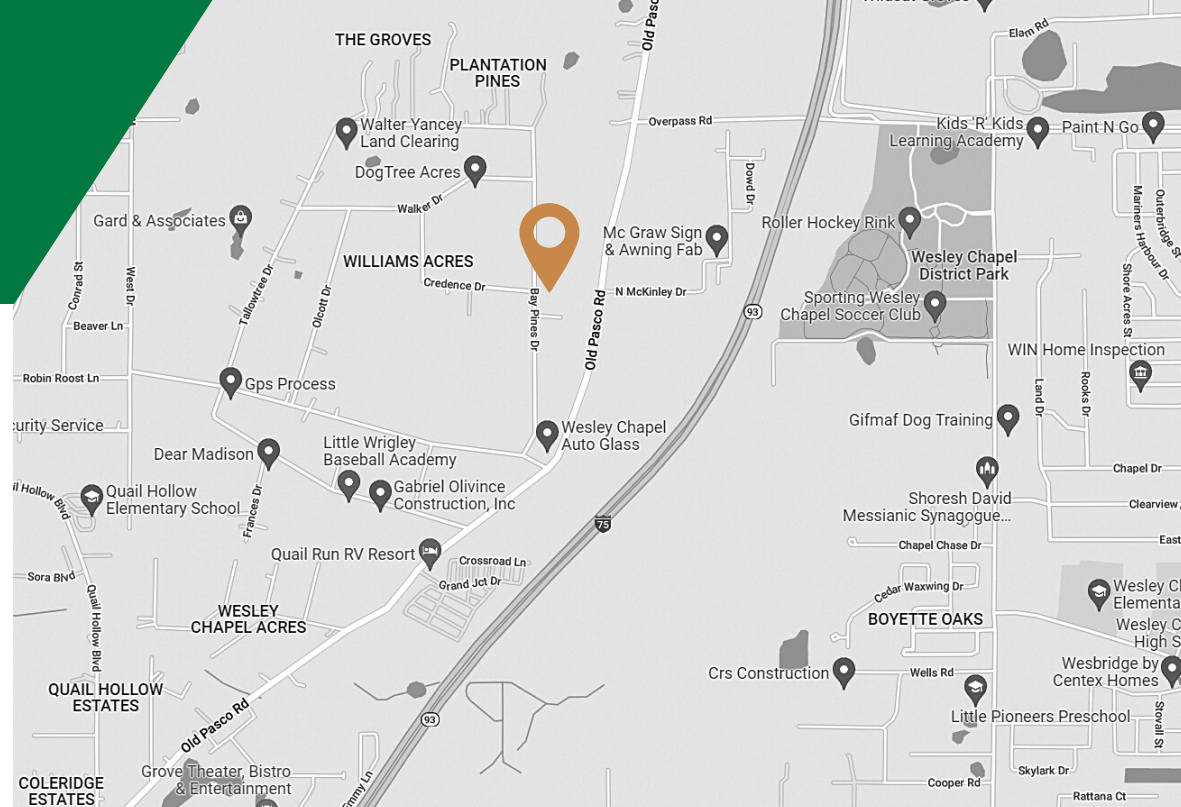 THE GROVES
PLANTATION
PINES
Old Pasco
Elam Rd
Walter Yancey
Land Clearing
Overpass Rd
Kids 'R' Kids
Learning Academy
Paint N Go
DogTree Acres
Dowd Dr
Walker Dr
Gard & Associates
Roller Hockey Rink
Mc Graw Sign
& Awning Fab
Mariners Harbour Dr
Outerbridge St
WILLIAMS ACRES
Wesley Chapel
District Park
Conrad St
West Dr
Tallowtree Dr
Olcott Dr
Credence Dr
Bay Pines Dr
N McKinley Dr
Shore Acres St
Sporting Wesley
Chapel Soccer Club
93
Beaver Ln
Old Pasco Rd
WIN Home Inspection
Robin Roost Ln
Gps Process
Land Dr
Rooks Dr
curity Service
Wesley Chapel
Auto Glass
Gifmaf Dog Training
Dear Madison
Little Wrigley
Baseball Academy
Chapel Dr
il Hollow Blvd
Quail Hollow
Elementary School
Frances Dr
Gabriel Olivince
Construction, Inc
Shoresh David
Messianic Synagogue...
Clearview
75
East
Quail Run RV Resort
Crossroad Ln
Grand Jct Dr
Chapel Chase Dr
Sora Blvd
Quail Hollow Blvd
Cedar Waxwing Dr
Wesley C
Elementa
WESLEY
CHAPEL ACRES
BOYETTE OAKS
Wesley C
High S
Crs Construction
Wells Rd
Wesbridge by
Centex Homes
QUAIL HOLLOW
ESTATES
93
Little Pioneers Preschool
Stovall St
Old Pasco Rd
Grove Theater, Bistro
& Entertainment
Skylark Dr
COLERIDGE
ESTATES
mmy Ln
Cooper Rd
Rattana Ct